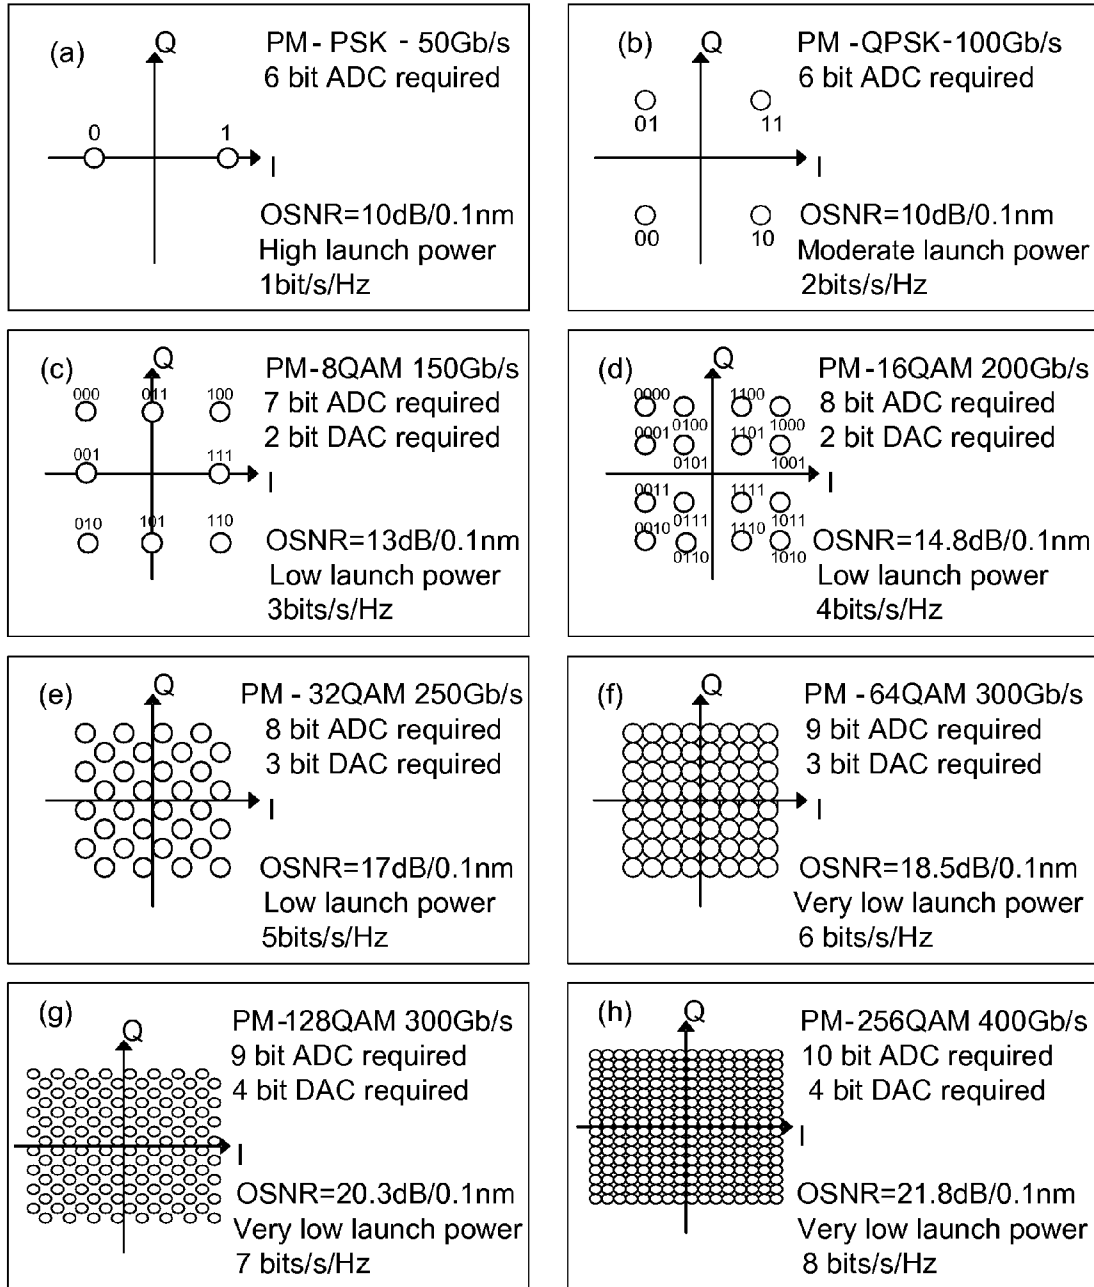 (a)
Q
PM - PSK - 50Gb/s
6 bit ADC required
0
1
I
OSNR=10dB/0.1nm
High launch power
1bit/s/Hz
(b)
Q
PM -QPSK-100Gb/s
6 bit ADC required
01
11
I
00
10
OSNR=10dB/0.1nm
Moderate launch power
2bits/s/Hz
(c)
Q
PM-8QAM 150Gb/s
7 bit ADC required
2 bit DAC required
000 011 100
001 111
I
010 101 110
OSNR=13dB/0.1nm
Low launch power
3bits/s/Hz
(d)
Q
PM-16QAM 200Gb/s
8 bit ADC required
2 bit DAC required
0000 1100
0100 1000
0001 1101
0101 1001
I
0011 1111
0111 1011
0010 1110
0110 1010
OSNR=14.8dB/0.1nm
Low launch power
4bits/s/Hz
(e)
Q
PM - 32QAM 250Gb/s
8 bit ADC required
3 bit DAC required
I
OSNR=17dB/0.1nm
Low launch power
5bits/s/Hz
(f)
Q
PM -64QAM 300Gb/s
9 bit ADC required
3 bit DAC required
I
OSNR=18.5dB/0.1nm
Very low launch power
6 bits/s/Hz
(g)
Q
PM-128QAM 300Gb/s
9 bit ADC required
4 bit DAC required
I
OSNR=20.3dB/0.1nm
Very low launch power
7 bits/s/Hz
(h)
Q
PM-256QAM 400Gb/s
10 bit ADC required
4 bit DAC required
I
OSNR=21.8dB/0.1nm
Very low launch power
8 bits/s/Hz